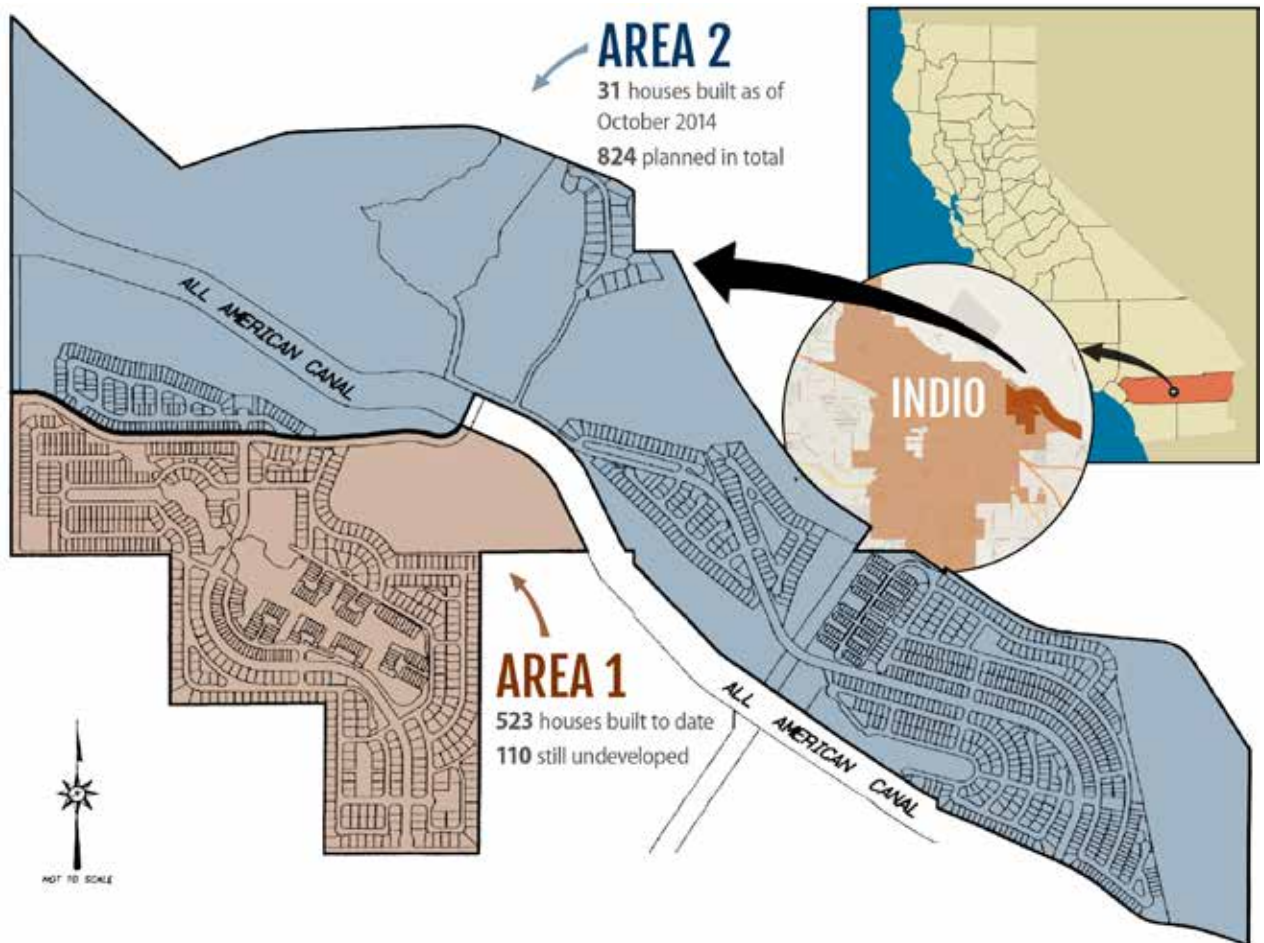 AREA 2
31 houses built as of
October 2014
824 planned in total
ALL AMERICAN CANAL
INDIO
AREA 1
523 houses built to date
110 still undeveloped
ALL AMERICAN CANAL
NOT TO SCALE